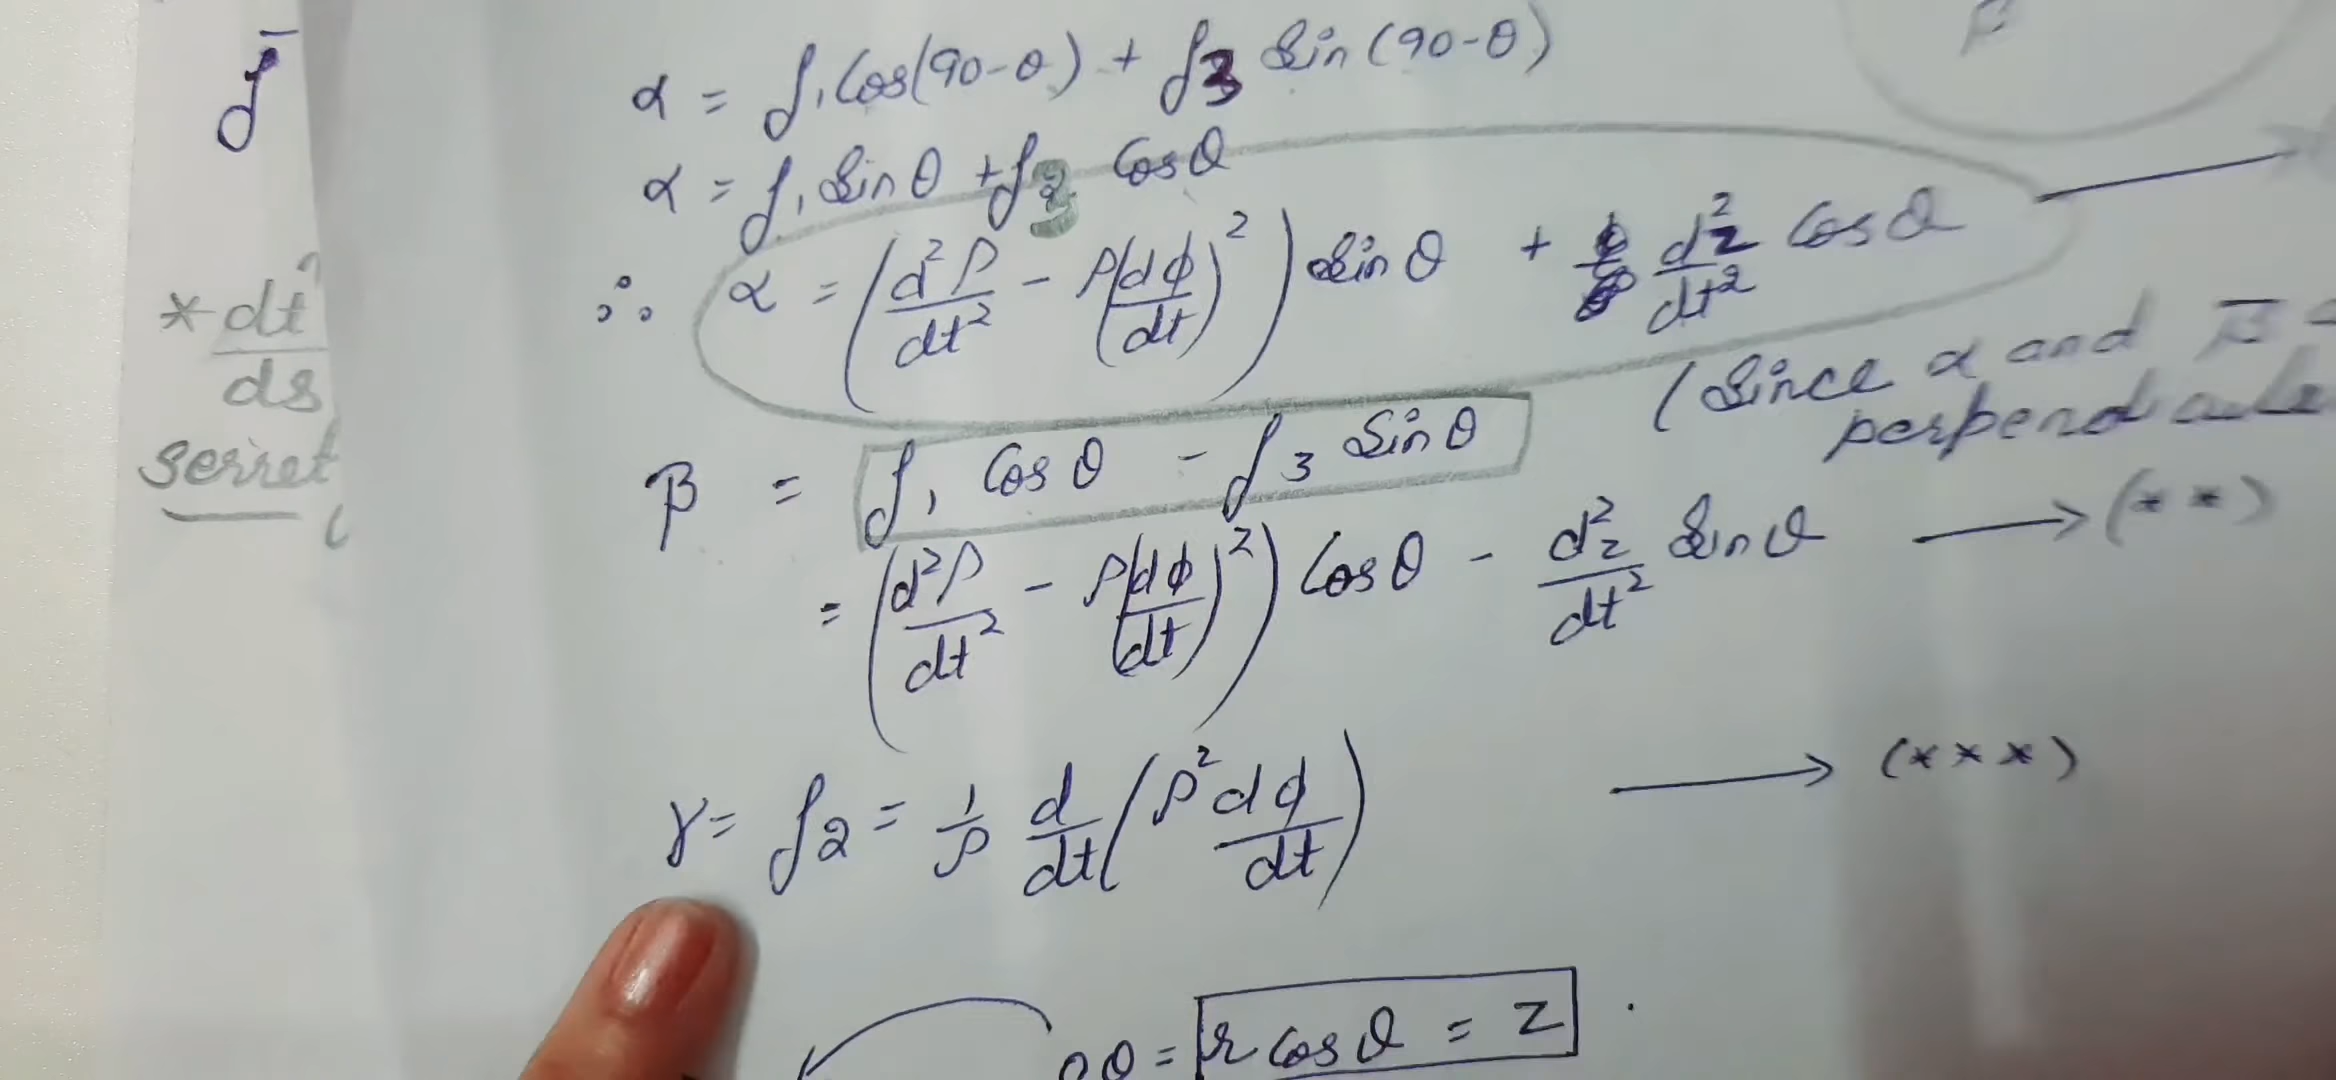 f̄
α = f₁ Cos(90-θ) + f₃ Sin (90-θ)
α = f₁ Sin θ + f₃ Cosθ
∴ α = (d²ρ/dt² - ρ(dφ/dt)²) Sin θ + d²z/dt² Cos θ
(Since α and β
perpendicula
β = f₁ Cos θ - f₃ Sin θ
= (d²ρ/dt² - ρ(dφ/dt)²) Cos θ - d²z/dt² Sin θ → (**)
γ = f₂ = 1/ρ d/dt (ρ² dφ/dt) → (***)
r cos θ = z
* dt̂/ds
serret